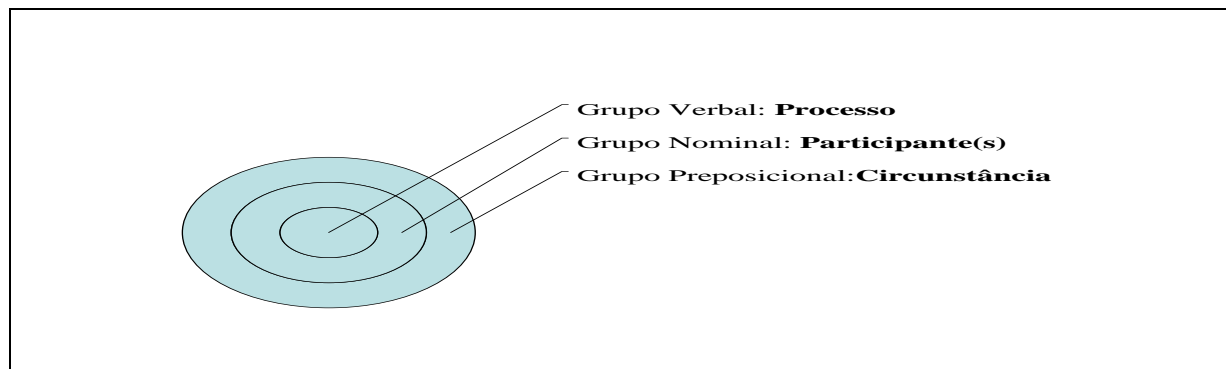 Grupo Verbal: Processo
Grupo Nominal: Participante(s)
Grupo Preposicional:Circunstância